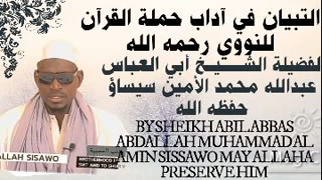 التبيان في آداب حملة القرآن
للنووي رحمه الله
لفضيلة الشيخ أبي العباس
عبدالله محمد الأمين سيساؤ
حفظه الله
BY SHEIKH ABIL ABBAS
ABDALLAH MUHAMMAD AL
AMIN SISSAWO MAY ALLAHA
PRESERVE HIM
ALLAH SISAWO